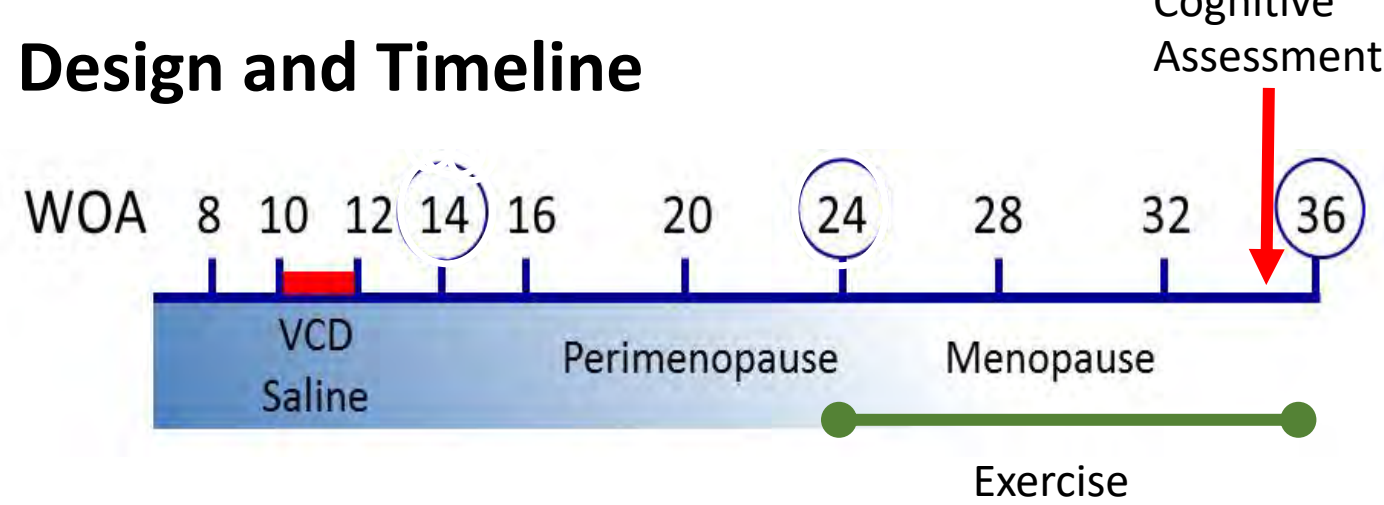 Design and Timeline
Cognitive
Assessment
WOA 8 10 12 14 16 20 24 28 32 36
VCD
Saline
Perimenopause
Menopause
Exercise